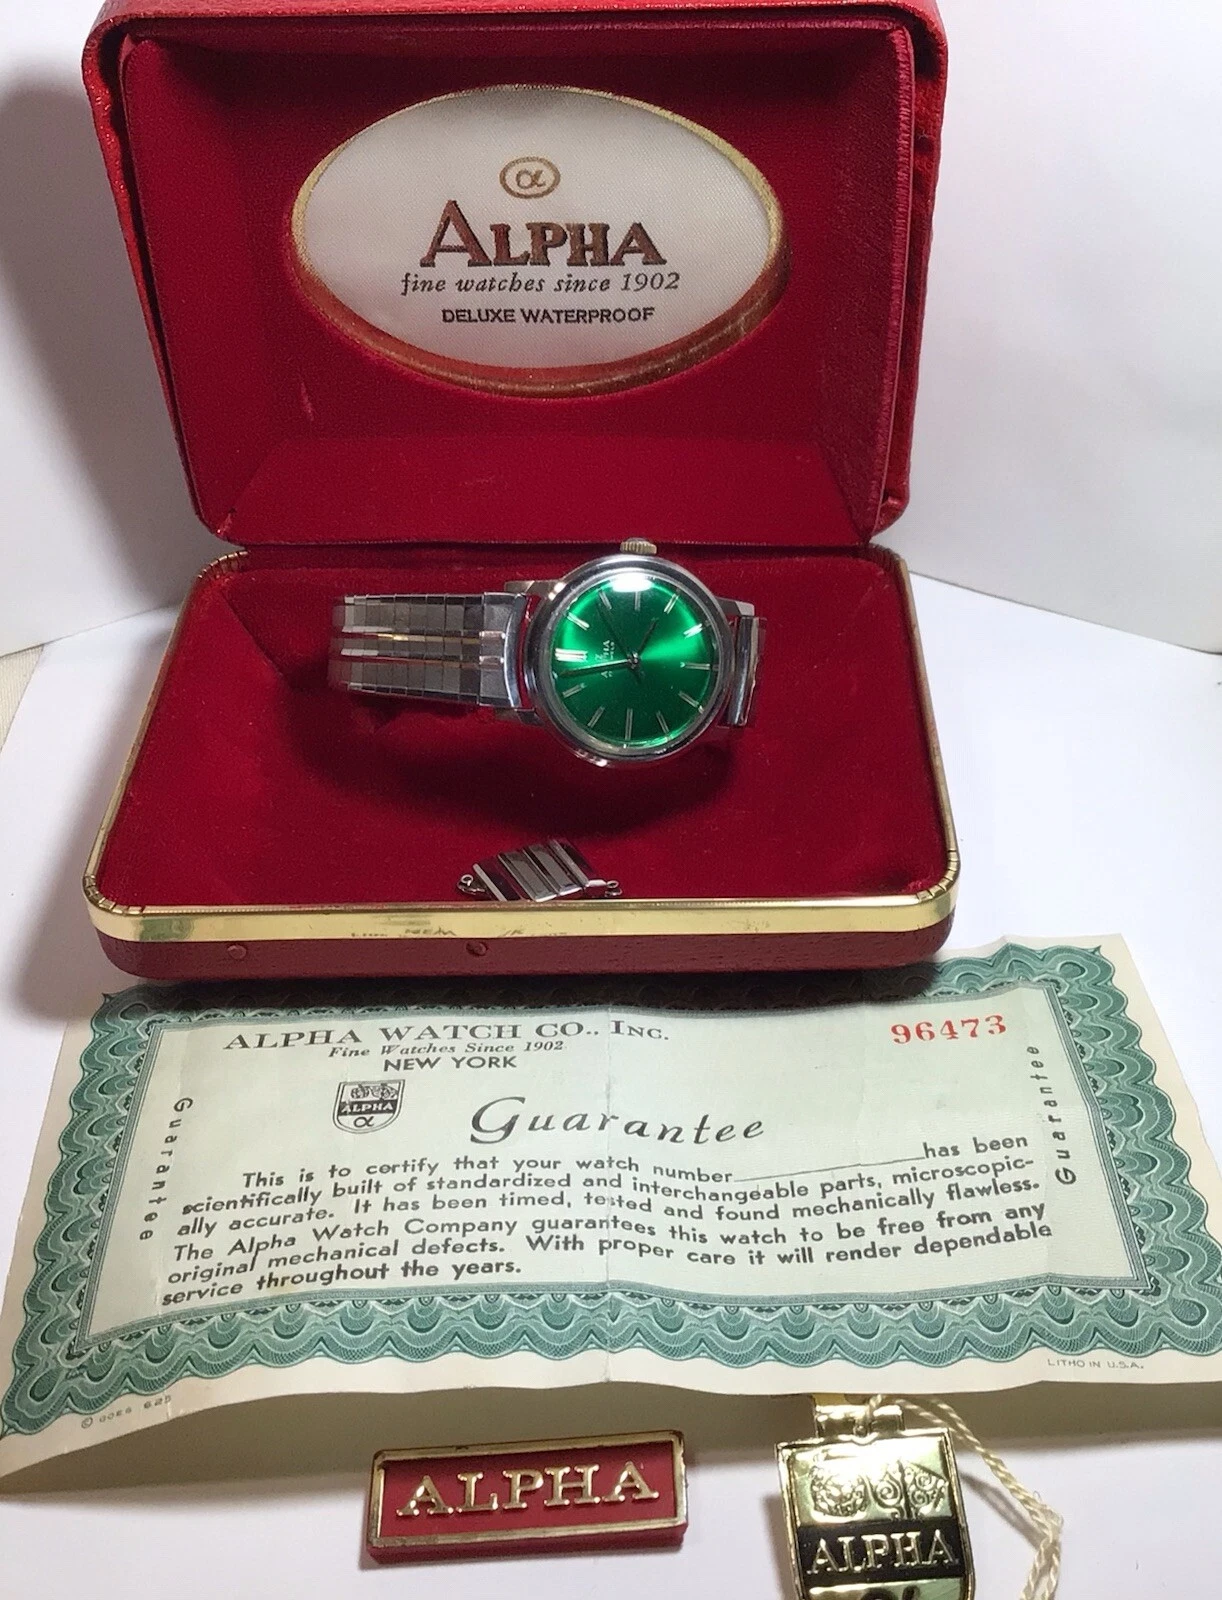 α
ALPHA
fine watches since 1902
DELUXE WATERPROOF
ALPHA
ALPHA WATCH CO., INC.
Fine Watches Since 1902
NEW YORK
96473
ALPHA
α
Guarantee
Guarantee
Guarantee
This is to certify that your watch number has been
scientifically built of standardized and interchangeable parts, microscopic-
ally accurate. It has been timed, tested and found mechanically flawless.
The Alpha Watch Company guarantees this watch to be free from any
original mechanical defects. With proper care it will render dependable
service throughout the years.
© GOES 625
LITHO IN U.S.A.
ALPHA
ALPHA
α